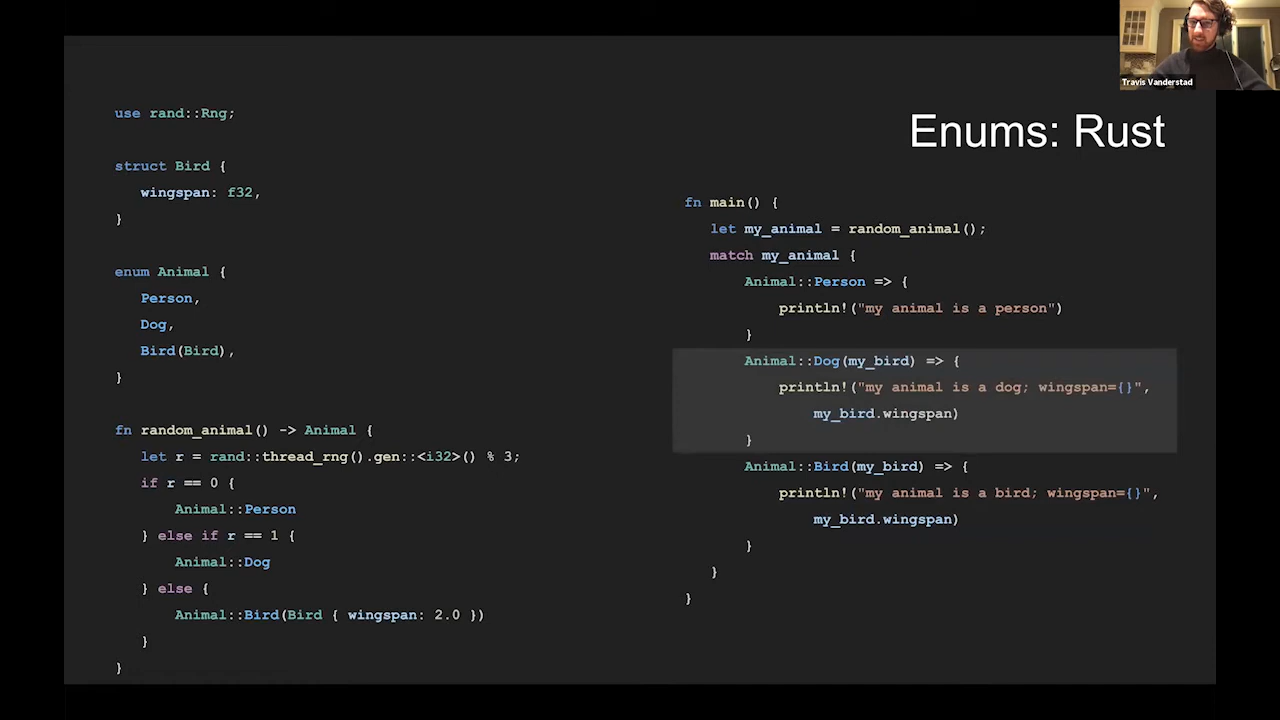 Travis Vanderstad
Enums: Rust
use rand::Rng;
struct Bird {
wingspan: f32,
}
enum Animal {
Person,
Dog,
Bird(Bird),
}
fn random_animal() -> Animal {
let r = rand::thread_rng().gen::<i32>() % 3;
if r == 0 {
Animal::Person
} else if r == 1 {
Animal::Dog
} else {
Animal::Bird(Bird { wingspan: 2.0 })
}
}
fn main() {
let my_animal = random_animal();
match my_animal {
Animal::Person => {
println!("my animal is a person")
}
Animal::Dog(my_bird) => {
println!("my animal is a dog; wingspan={}",
my_bird.wingspan)
}
Animal::Bird(my_bird) => {
println!("my animal is a bird; wingspan={}",
my_bird.wingspan)
}
}
}